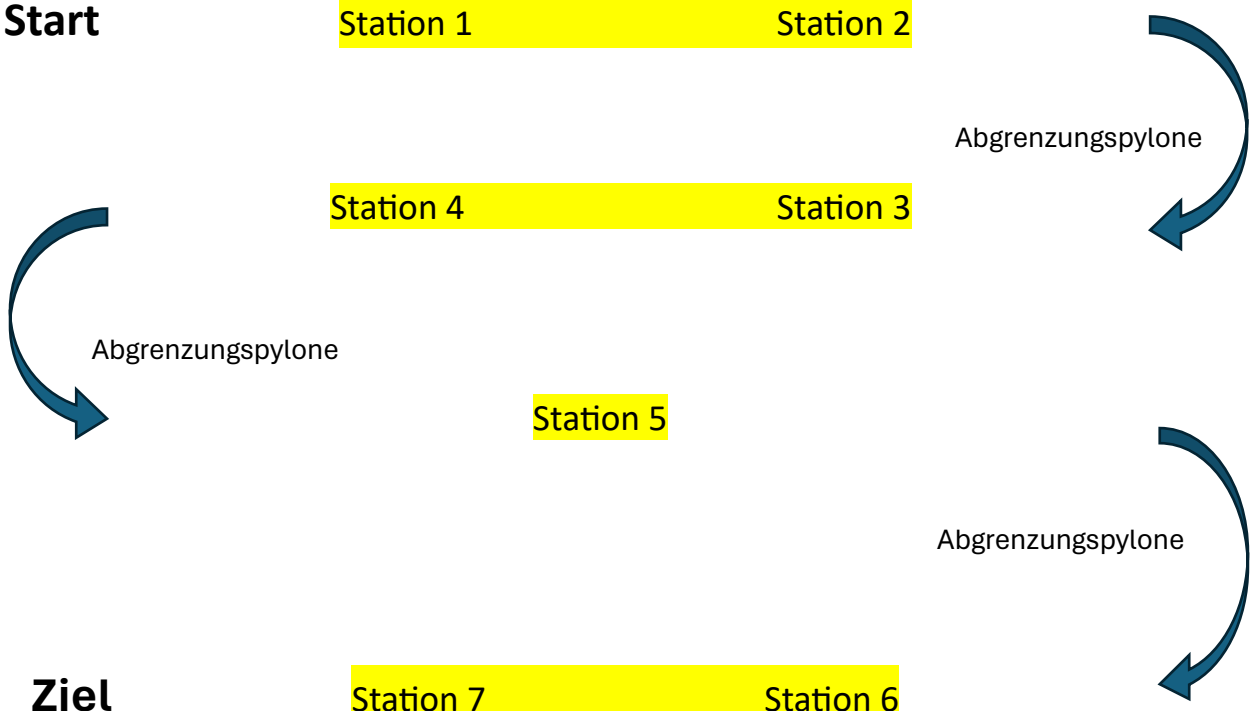 Start Station 1 Station 2
Abgrenzungspylone
Station 4 Station 3
Abgrenzungspylone
Station 5
Abgrenzungspylone
Ziel Station 7 Station 6